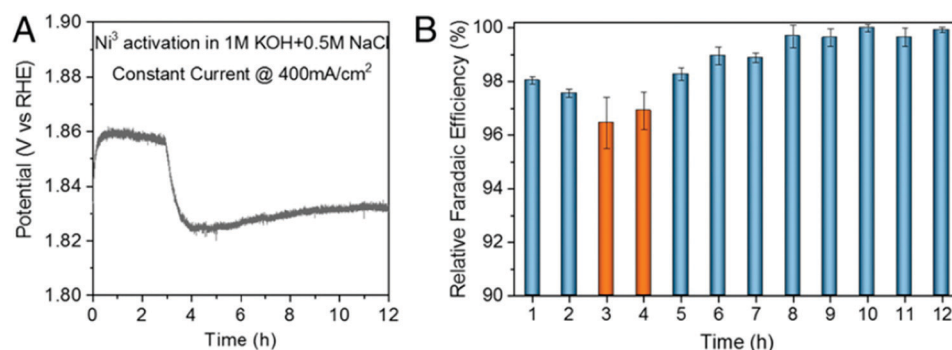 A
Ni³ activation in 1M KOH+0.5M NaCl
Constant Current @ 400mA/cm²
Potential (V vs RHE)
1.90
1.88
1.86
1.84
1.82
1.80
0 2 4 6 8 10 12
Time (h)
B
Relative Faradaic Efficiency (%)
100
98
96
94
92
90
1 2 3 4 5 6 7 8 9 10 11 12
Time (h)